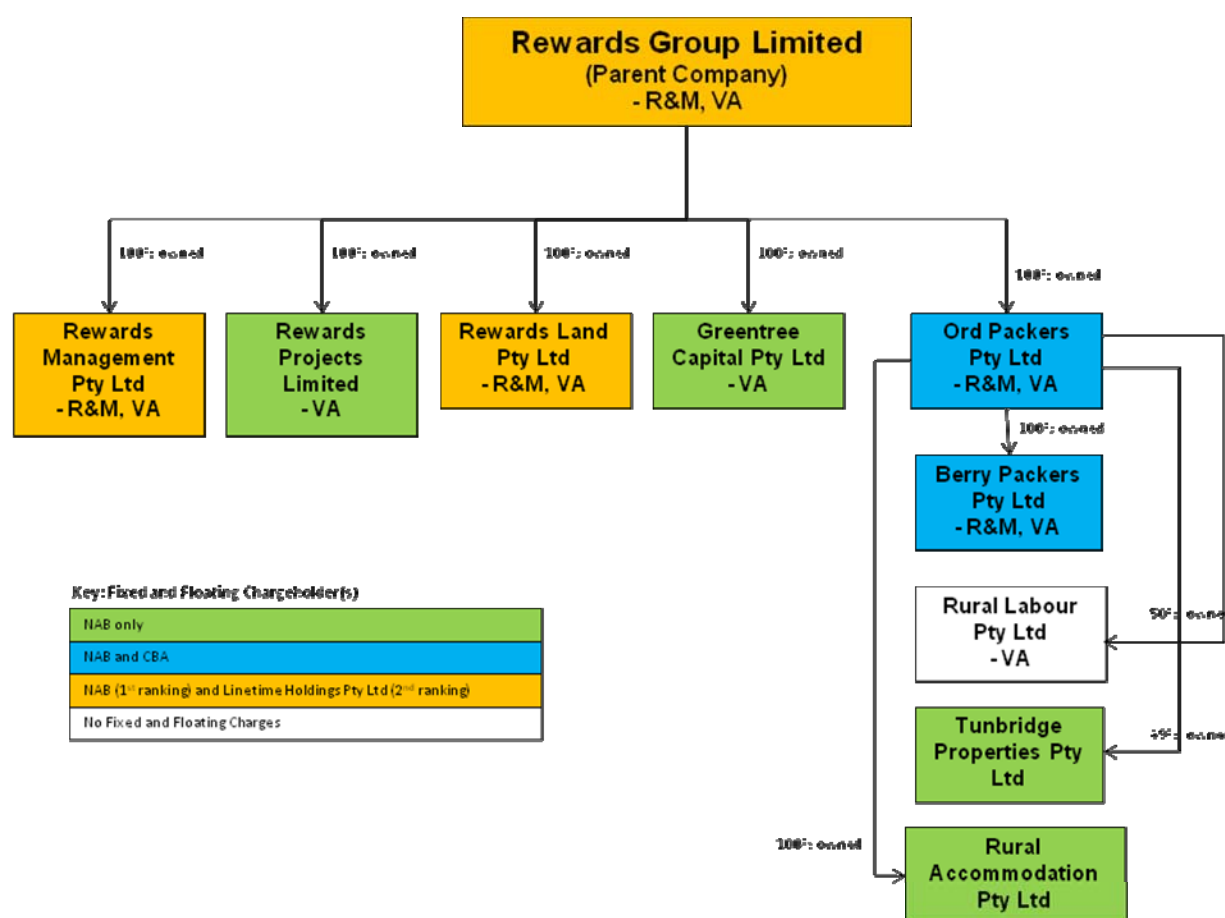 Rewards Group Limited
(Parent Company)
- R&M, VA
100% owned
100% owned
100% owned
100% owned
100% owned
Rewards
Management
Pty Ltd
- R&M, VA
Rewards
Projects
Limited
- VA
Rewards Land
Pty Ltd
- R&M, VA
Greentree
Capital Pty Ltd
- VA
Ord Packers
Pty Ltd
- R&M, VA
100% owned
Berry Packers
Pty Ltd
- R&M, VA
Key: Fixed and Floating Chargeholder(s)
NAB only
NAB and CBA
NAB (1st ranking) and Linetime Holdings Pty Ltd (2nd ranking)
No Fixed and Floating Charges
Rural Labour
Pty Ltd
- VA
50% owne
Tunbridge
Properties Pty
Ltd
owne
100% owned
Rural
Accommodation
Pty Ltd